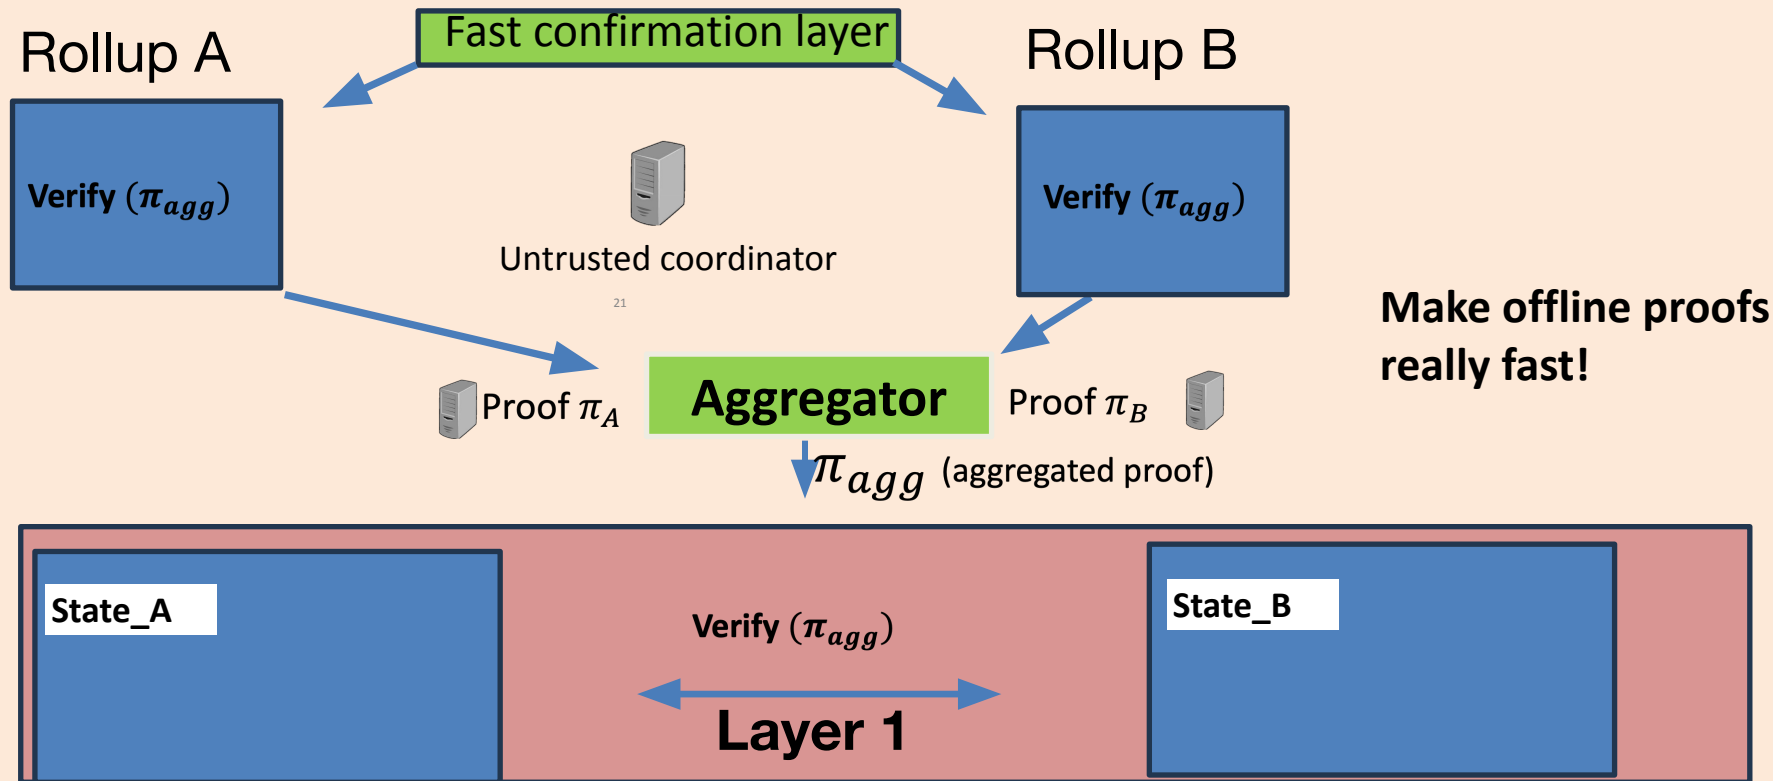 Fast confirmation layer
Rollup A
Rollup B
Verify (π_agg)
Verify (π_agg)
Untrusted coordinator
21
Make offline proofs
really fast!
Proof π_A
Aggregator
Proof π_B
π_agg (aggregated proof)
State_A
State_B
Verify (π_agg)
Layer 1